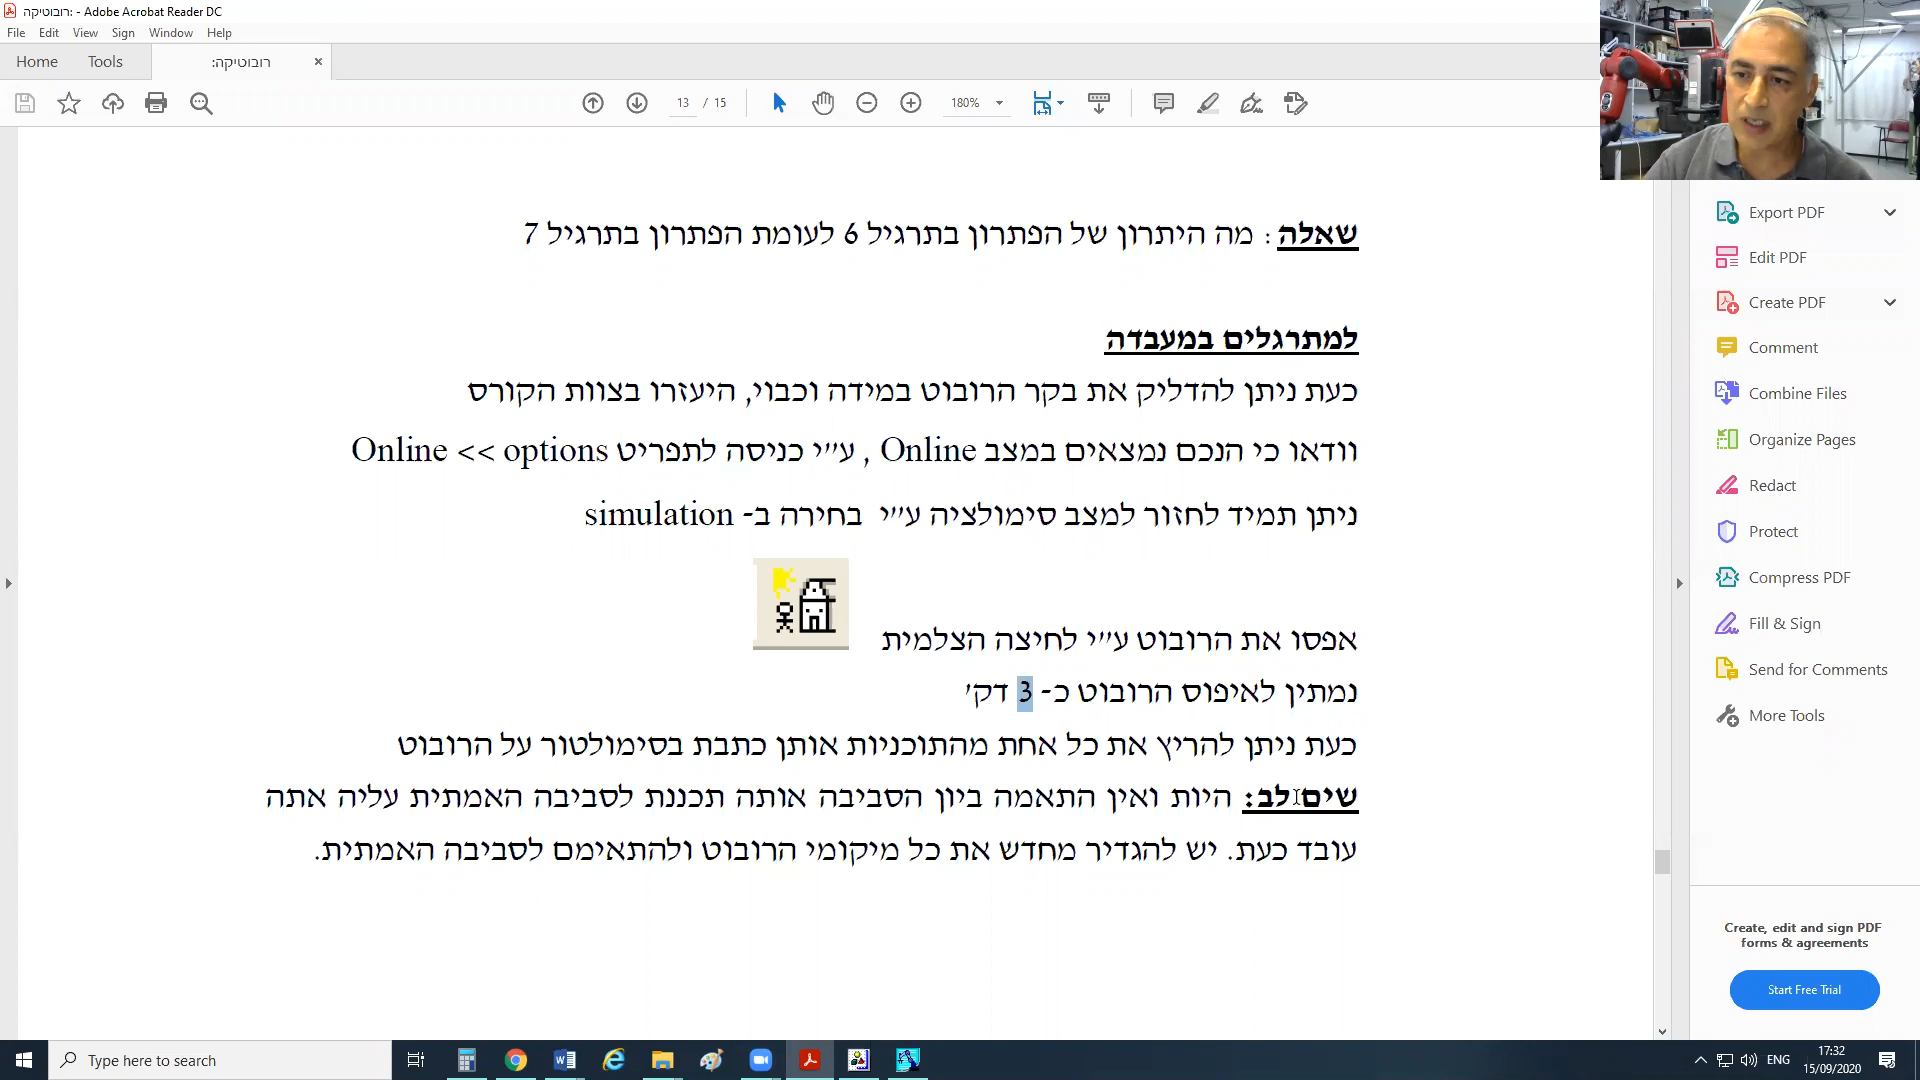 רובוטיקה: - Adobe Acrobat Reader DC
File Edit View Sign Window Help
Home Tools רובוטיקה: ×
13 / 15 180%
שאלה : מה היתרון של הפתרון בתרגיל 6 לעומת הפתרון בתרגיל 7
למתרגלים במעבדה
כעת ניתן להדליק את בקר הרובוט במידה וכבוי, היעזרו בצוות הקורס
וודאו כי הנכם נמצאים במצב Online , ע״י כניסה לתפריט Online << options
ניתן תמיד לחזור למצב סימולציה ע״י בחירה ב- simulation
אפסו את הרובוט ע״י לחיצה הצלמית
נמתין לאיפוס הרובוט כ- 3 דק׳
כעת ניתן להריץ את כל אחת מהתוכניות אותן כתבת בסימולטור על הרובוט
שים לב: היות ואין התאמה ביון הסביבה אותה תכננת לסביבה האמתית עליה אתה
עובד כעת. יש להגדיר מחדש את כל מיקומי הרובוט ולהתאימם לסביבה האמתית.
Export PDF
Edit PDF
Create PDF
Comment
Combine Files
Organize Pages
Redact
Protect
Compress PDF
Fill & Sign
Send for Comments
More Tools
Create, edit and sign PDF
forms & agreements
Start Free Trial
Type here to search
ENG
17:32
15/09/2020